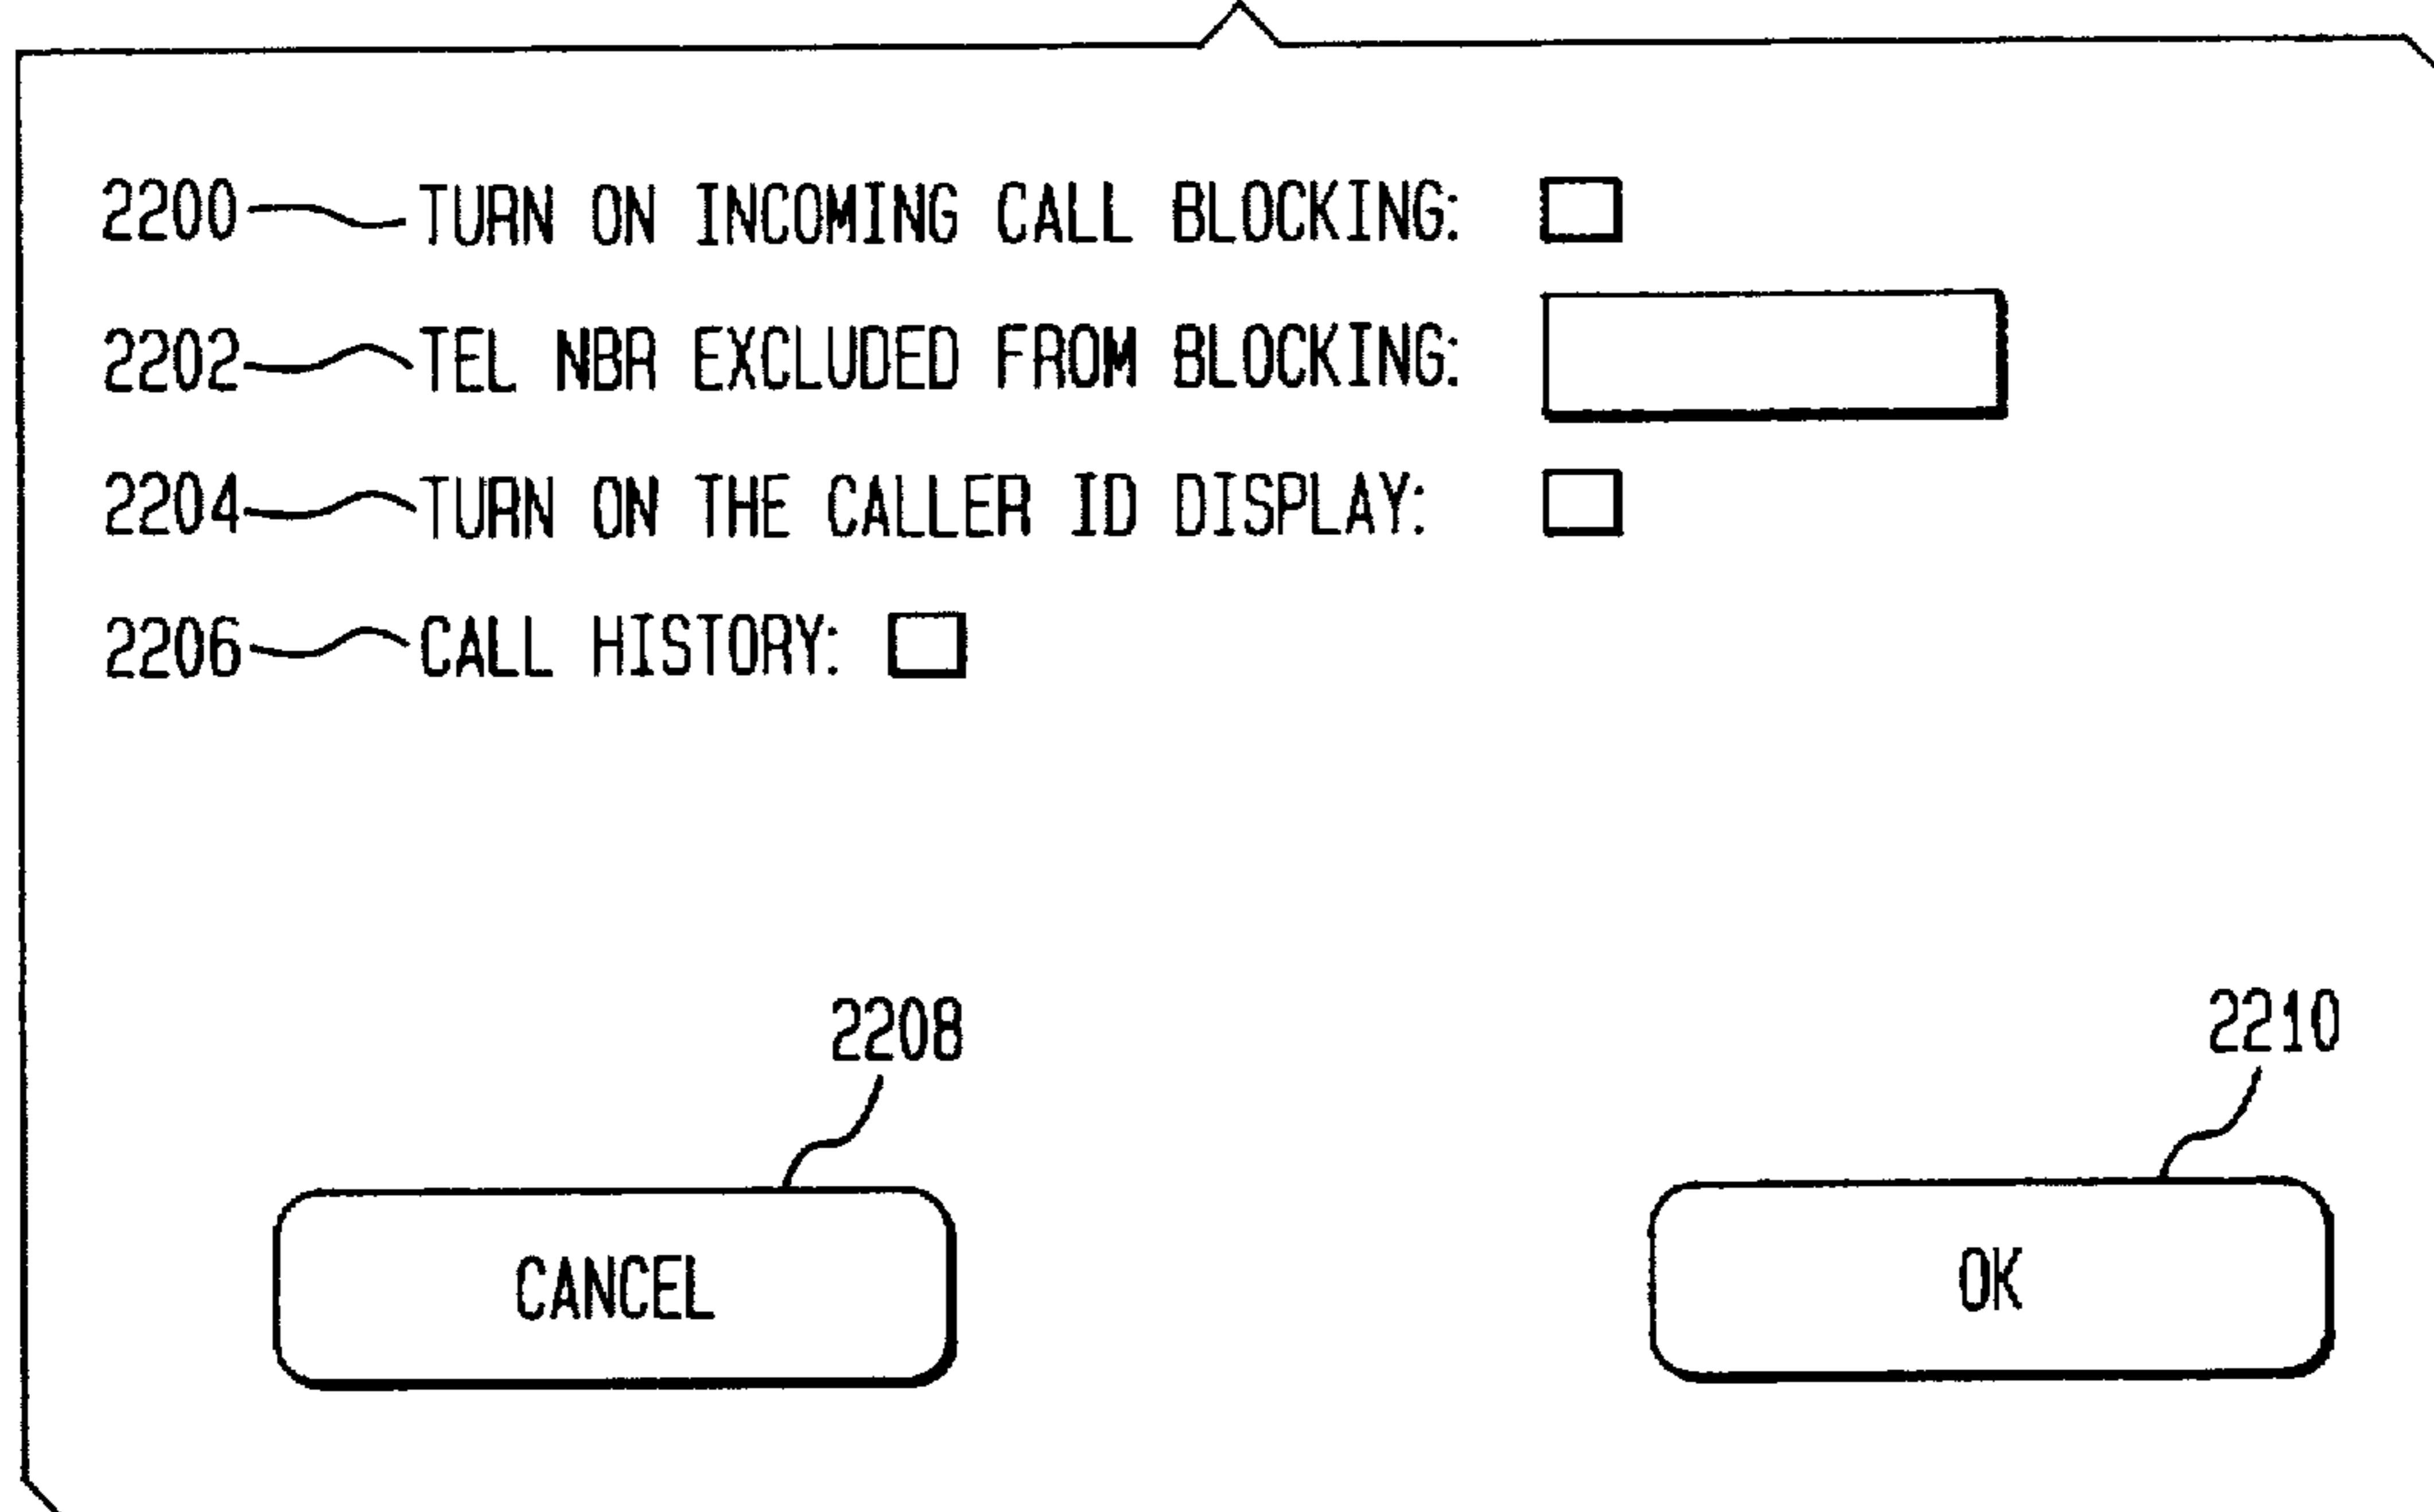 2200 TURN ON INCOMING CALL BLOCKING:
2202 TEL NBR EXCLUDED FROM BLOCKING:
2204 TURN ON THE CALLER ID DISPLAY:
2206 CALL HISTORY:
2208 2210
CANCEL OK